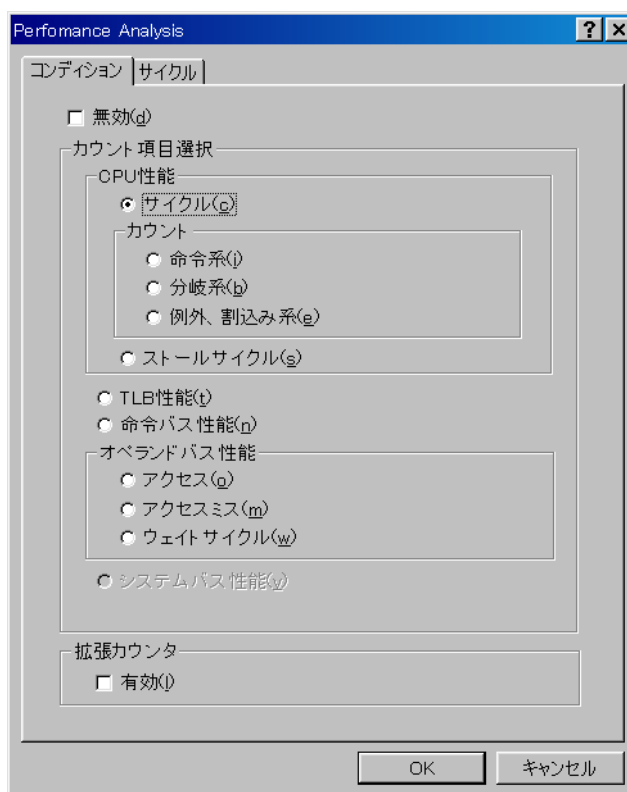 Perfomance Analysis
コンディション サイクル
無効(d)
カウント項目選択
CPU性能
サイクル(c)
カウント
命令系(i)
分岐系(b)
例外、割込み系(e)
ストールサイクル(s)
TLB性能(t)
命令バス性能(n)
オペランドバス性能
アクセス(o)
アクセスミス(m)
ウェイトサイクル(w)
システムバス性能(y)
拡張カウンタ
有効(l)
OK キャンセル